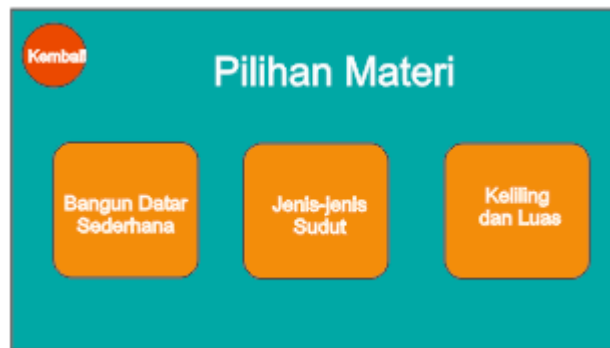 Kembali
Pilihan Materi
Bangun Datar
Sederhana
Jenis-jenis
Sudut
Keliling
dan Luas